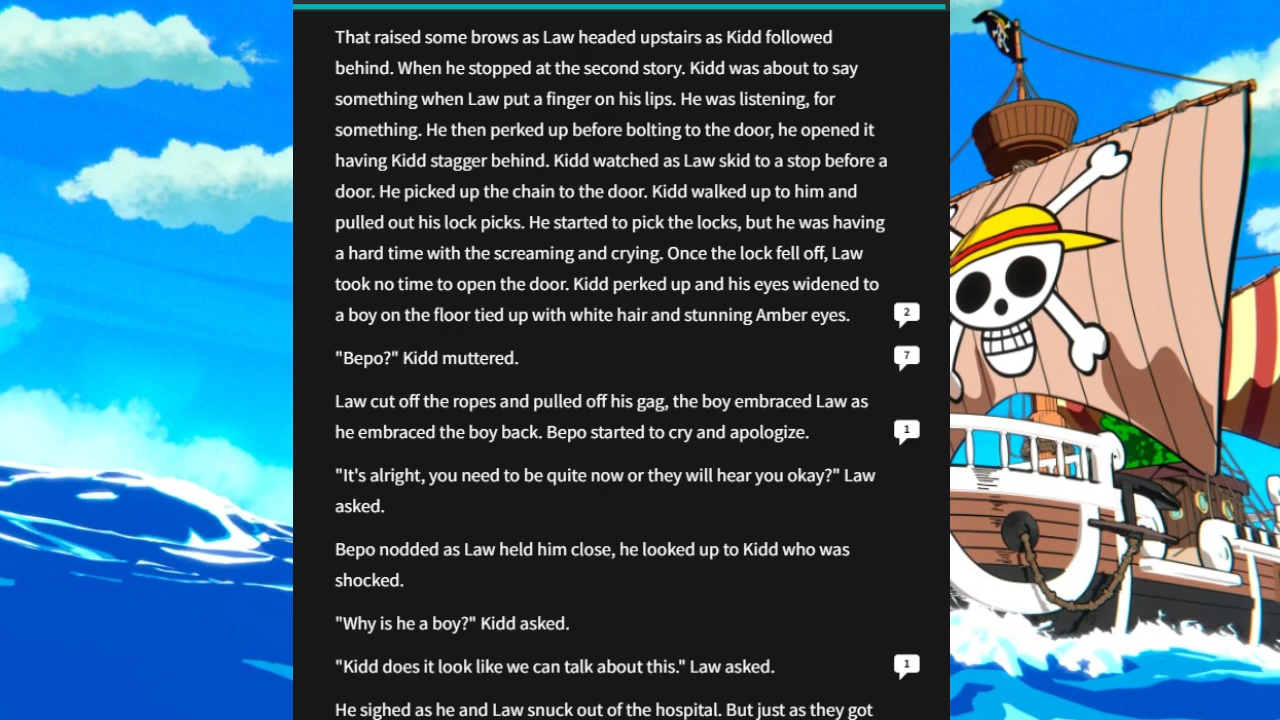 That raised some brows as Law headed upstairs as Kidd followed
behind. When he stopped at the second story. Kidd was about to say
something when Law put a finger on his lips. He was listening, for
something. He then perked up before bolting to the door, he opened it
having Kidd stagger behind. Kidd watched as Law skid to a stop before a
door. He picked up the chain to the door. Kidd walked up to him and
pulled out his lock picks. He started to pick the locks, but he was having
a hard time with the screaming and crying. Once the lock fell off, Law
took no time to open the door. Kidd perked up and his eyes widened to
a boy on the floor tied up with white hair and stunning Amber eyes.
2
"Bepo?" Kidd muttered.
7
Law cut off the ropes and pulled off his gag, the boy embraced Law as
he embraced the boy back. Bepo started to cry and apologize.
1
"It's alright, you need to be quite now or they will hear you okay?" Law
asked.
Bepo nodded as Law held him close, he looked up to Kidd who was
shocked.
"Why is he a boy?" Kidd asked.
"Kidd does it look like we can talk about this." Law asked.
1
He sighed as he and Law snuck out of the hospital. But just as they got